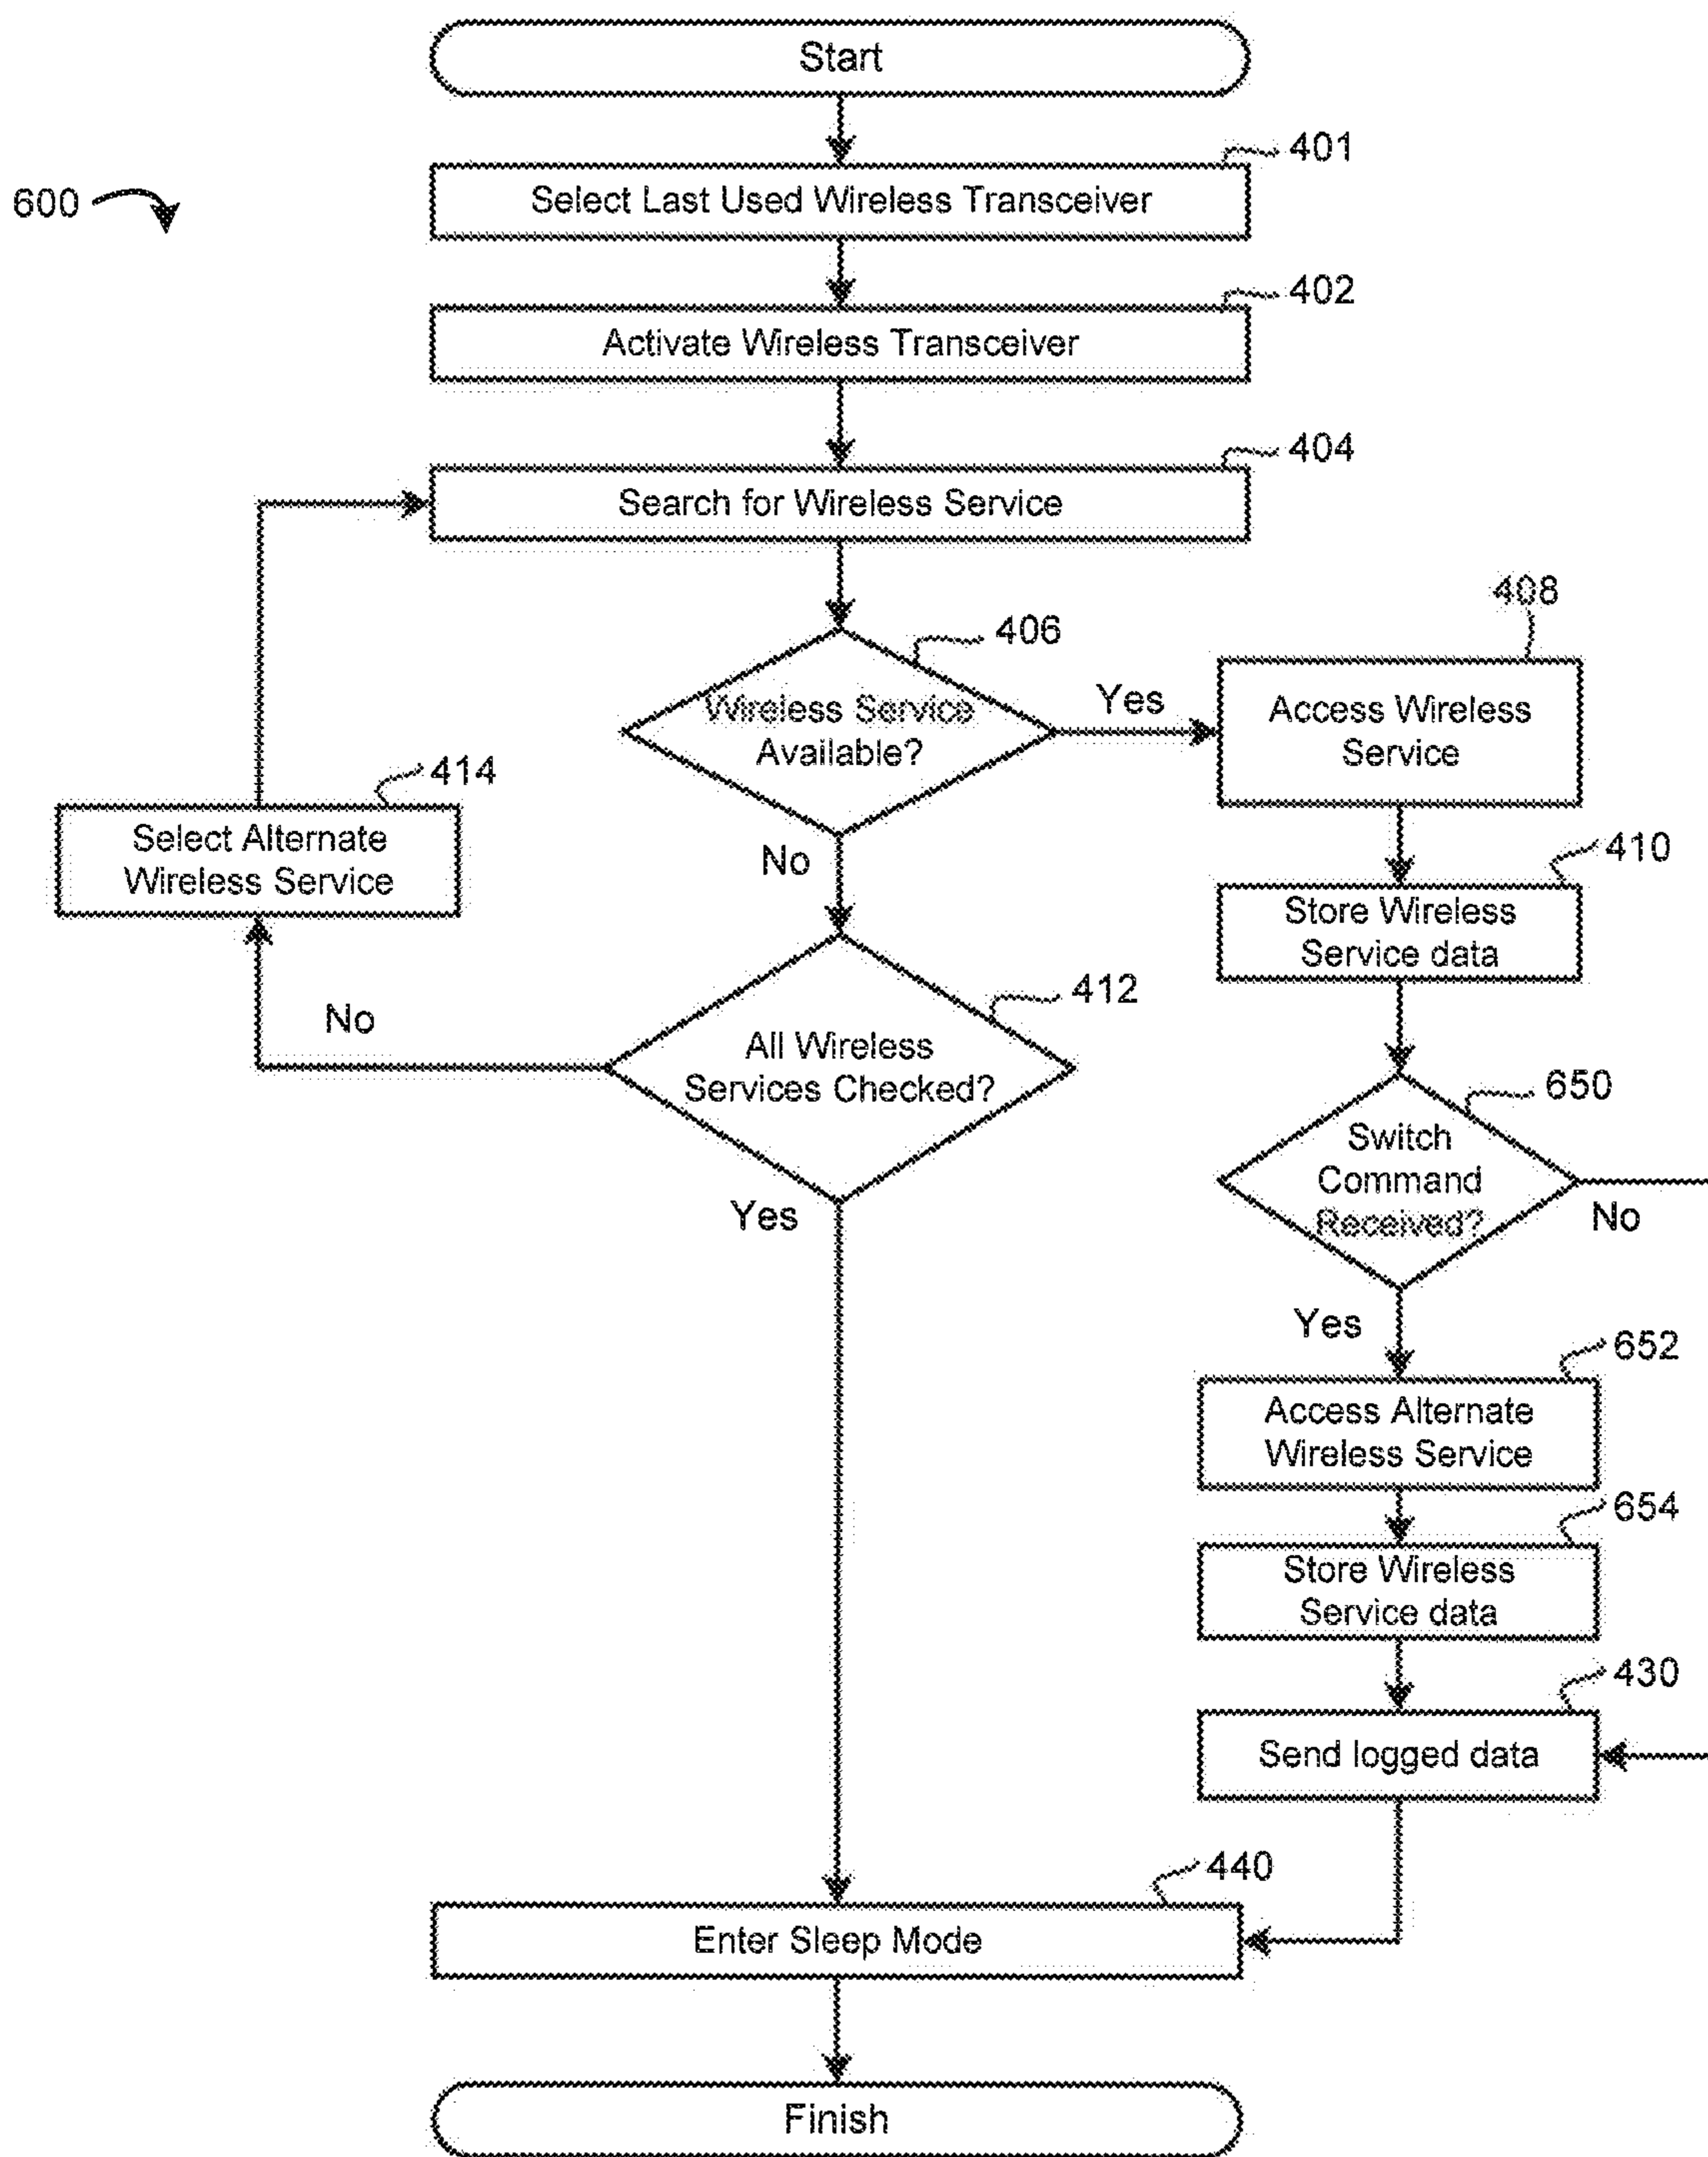 Start
401
Select Last Used Wireless Transceiver
600
402
Activate Wireless Transceiver
404
Search for Wireless Service
406
Wireless Service
Available?
Yes
No
408
Access Wireless
Service
410
Store Wireless
Service data
414
Select Alternate
Wireless Service
412
All Wireless
Services Checked?
No
Yes
650
Switch
Command
Received?
No
Yes
652
Access Alternate
Wireless Service
654
Store Wireless
Service data
430
Send logged data
440
Enter Sleep Mode
Finish